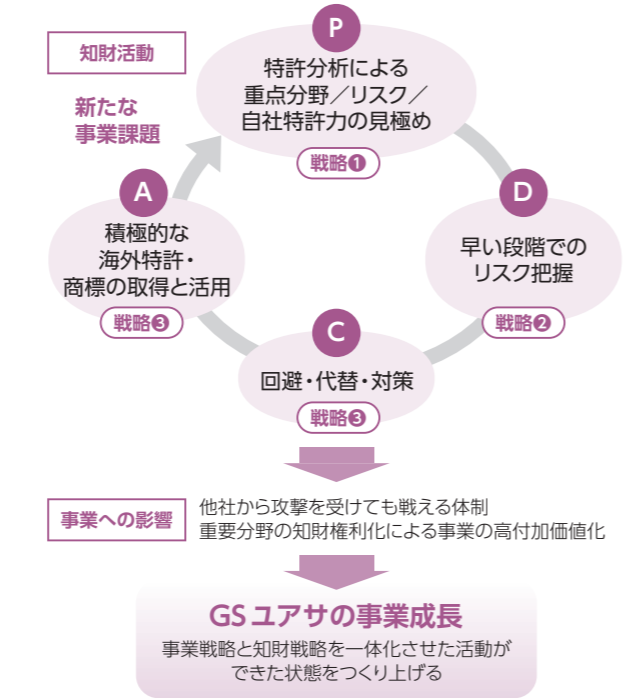 知財活動
新たな
事業課題
P
特許分析による
重点分野／リスク／
自社特許力の見極め
戦略❶
D
早い段階での
リスク把握
戦略❷
C
回避・代替・対策
戦略❸
A
積極的な
海外特許・
商標の取得と活用
戦略❸
事業への影響
他社から攻撃を受けても戦える体制
重要分野の知財権利化による事業の高付加価値化
GSユアサの事業成長
事業戦略と知財戦略を一体化させた活動が
できた状態をつくり上げる